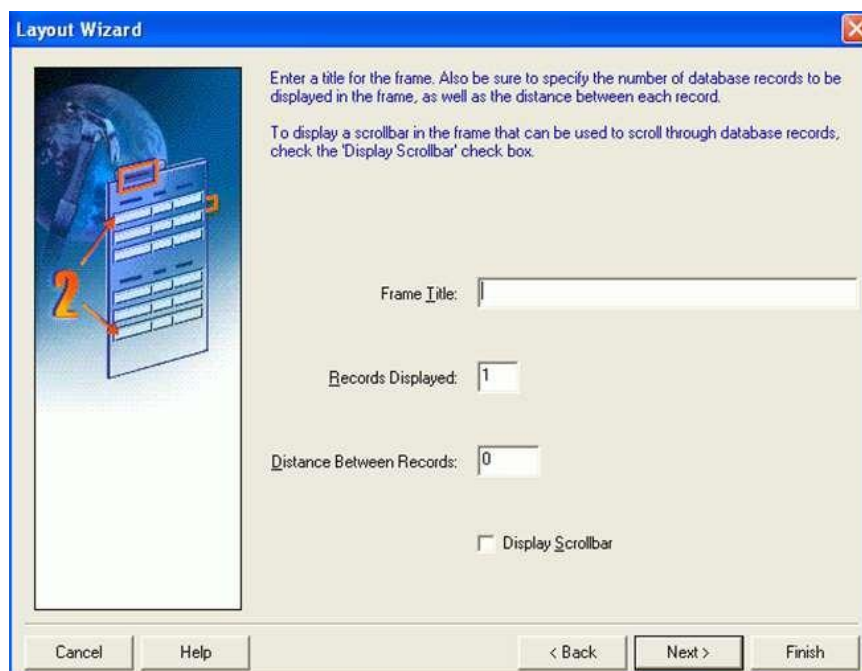 Layout Wizard
Enter a title for the frame. Also be sure to specify the number of database records to be
displayed in the frame, as well as the distance between each record.
To display a scrollbar in the frame that can be used to scroll through database records,
check the 'Display Scrollbar' check box.
2
Frame Title:
Records Displayed: 1
Distance Between Records: 0
Display Scrollbar
Cancel Help < Back Next > Finish